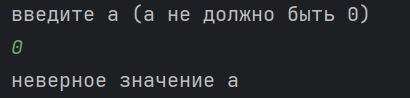 введите a (a не должно быть 0)
0
неверное значение a